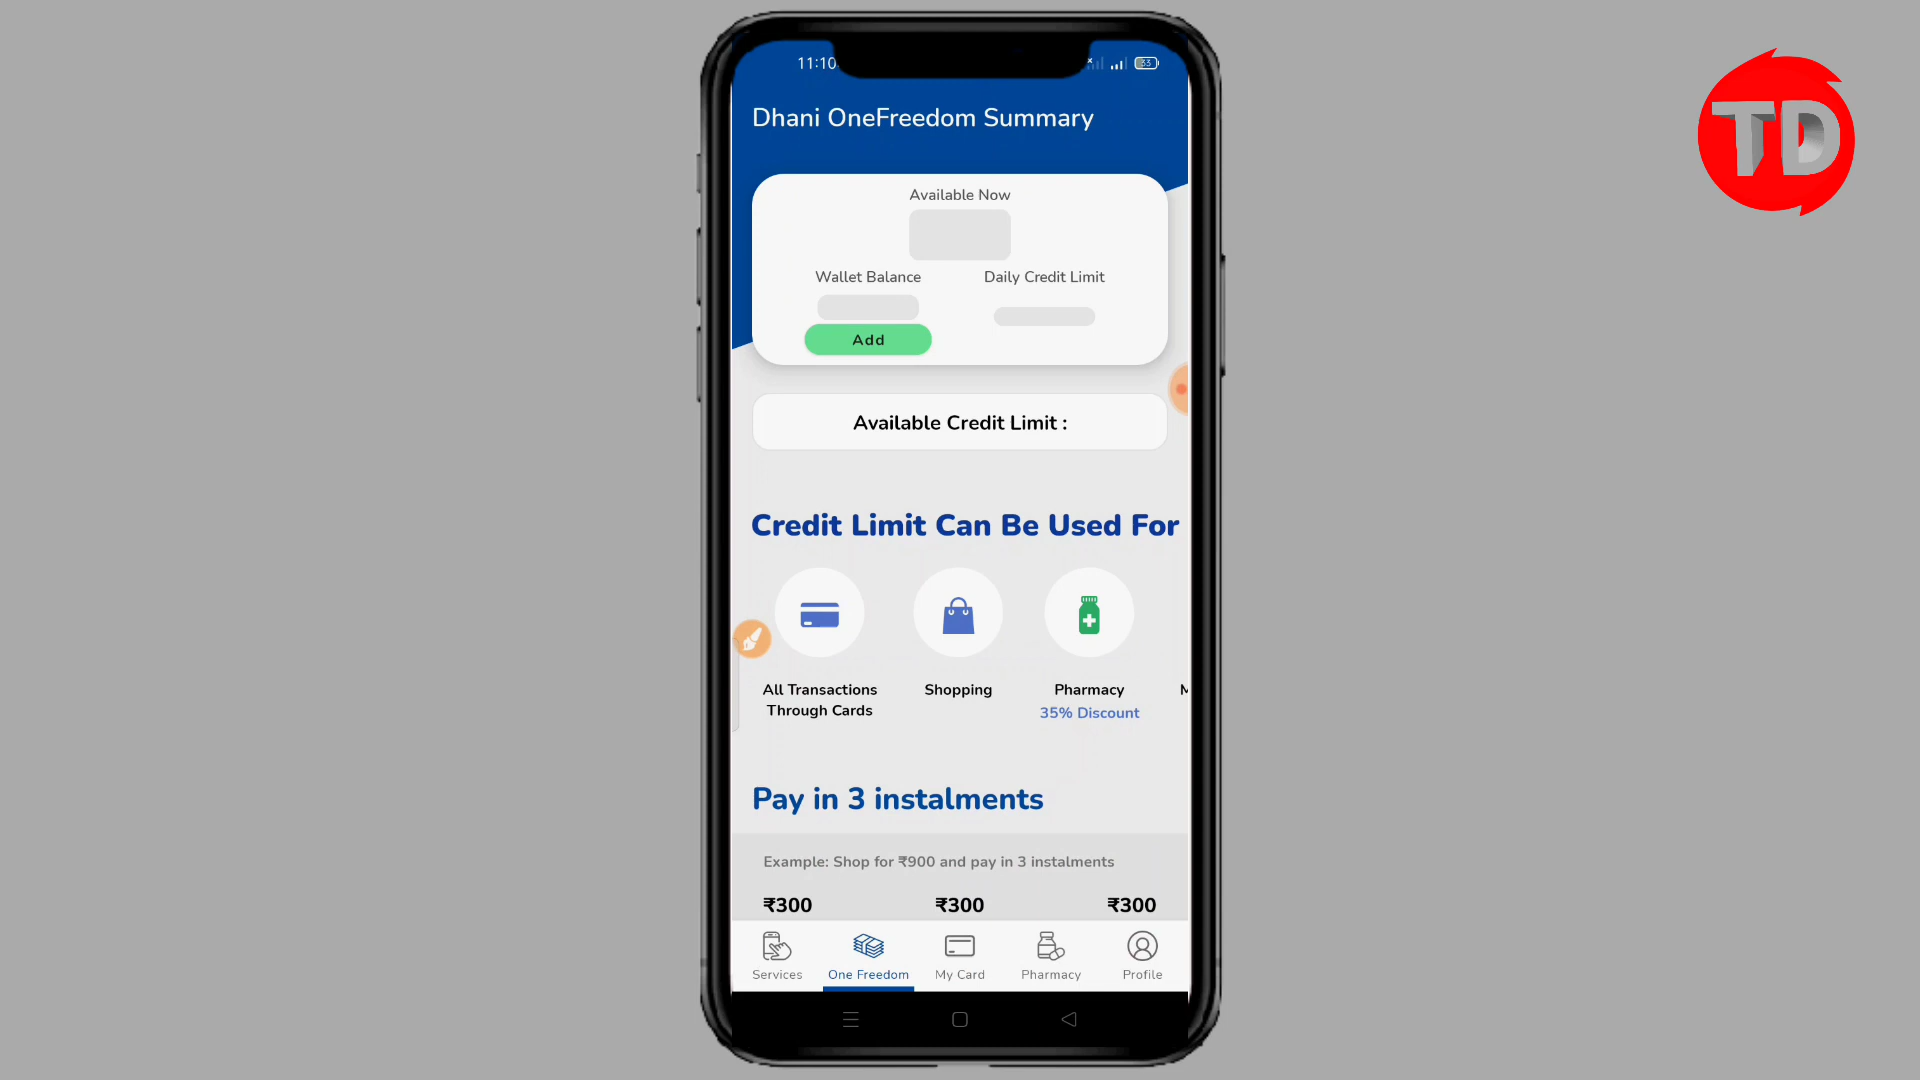 11:10
33
TD
Dhani OneFreedom Summary
Available Now
Wallet Balance
Daily Credit Limit
Add
Available Credit Limit :
Credit Limit Can Be Used For
All Transactions
Through Cards
Shopping
Pharmacy
35% Discount
M
Pay in 3 instalments
Example: Shop for ₹900 and pay in 3 instalments
₹300 ₹300 ₹300
Services One Freedom My Card Pharmacy Profile